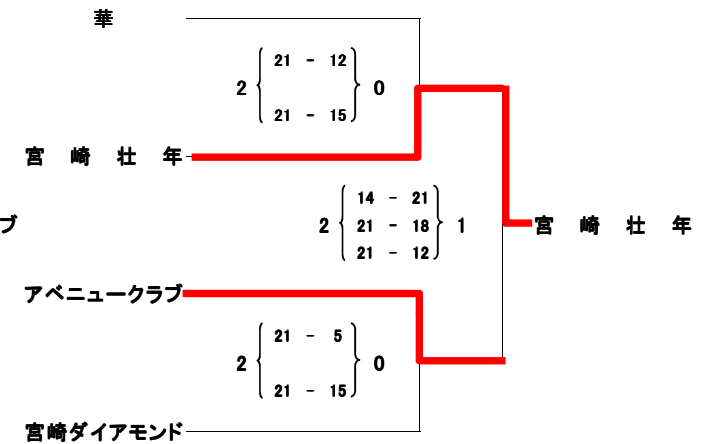 華
21 - 12
2 0
21 - 15
宮 崎 壮 年
14 - 21
2 21 - 18 1
21 - 12
ブ
宮 崎 壮 年
アベニュークラブ
21 - 5
2 0
21 - 15
宮崎ダイアモンド